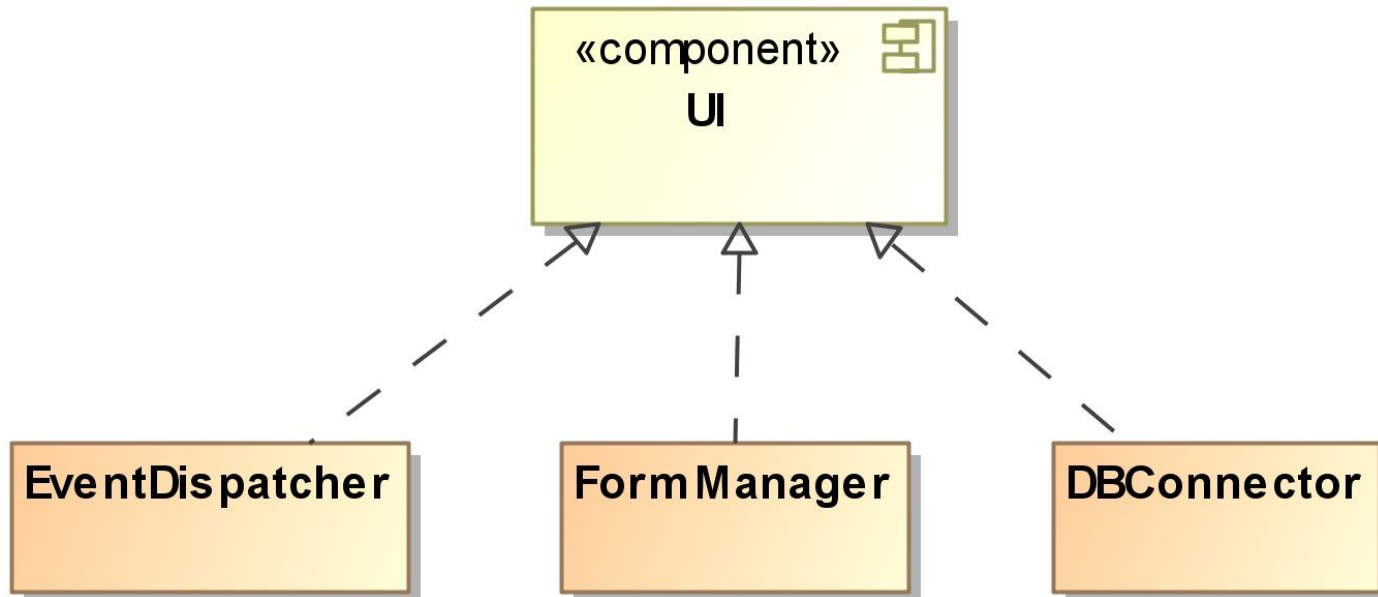 «component»
UI
EventDispatcher
FormManager
DBConnector